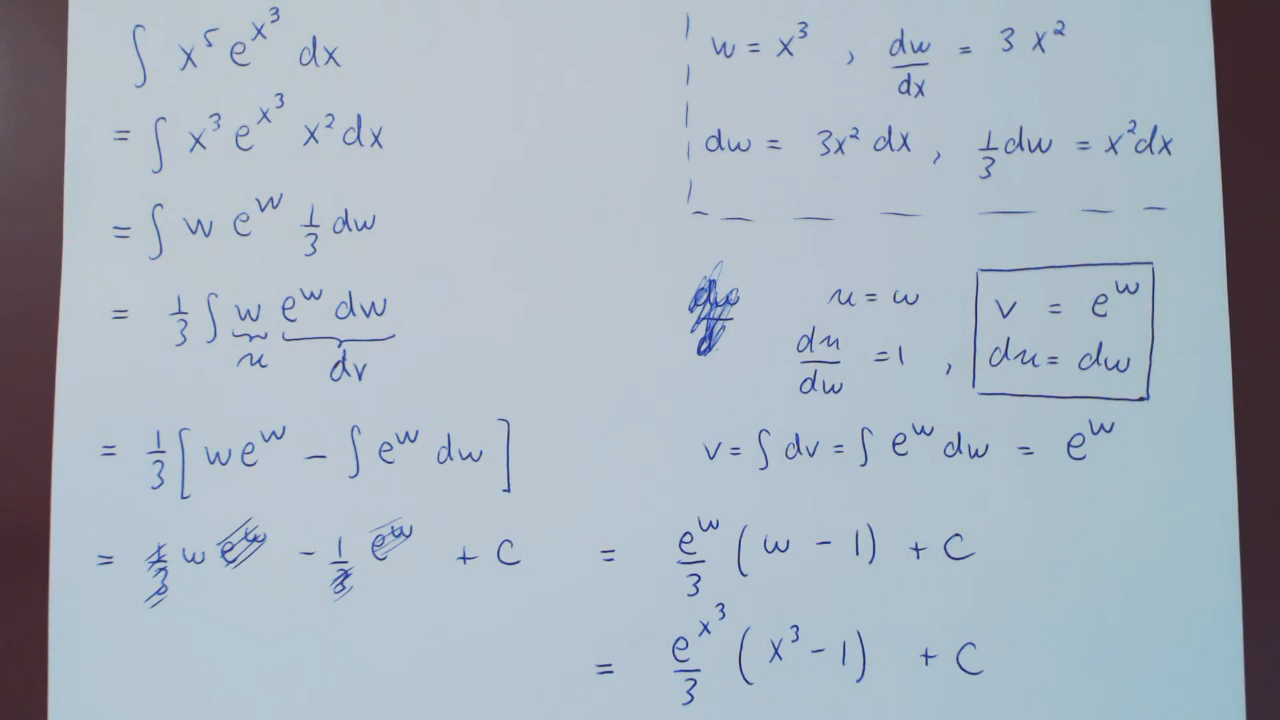 ∫ x⁵ e^{x³} dx
= ∫ x³ e^{x³} x² dx
= ∫ w e^w 1/3 dw
= 1/3 ∫ w e^w dw
u dv
= 1/3 [ w e^w − ∫ e^w dw ]
= 1/3 w e^w − 1/3 e^w + C = e^w/3 (w − 1) + C
= e^{x³}/3 (x³ − 1) + C
w = x³ , dw/dx = 3 x²
dw = 3x² dx , 1/3 dw = x² dx
u = w
du/dw = 1 ,
v = e^w
du = dw
v = ∫ dv = ∫ e^w dw = e^w